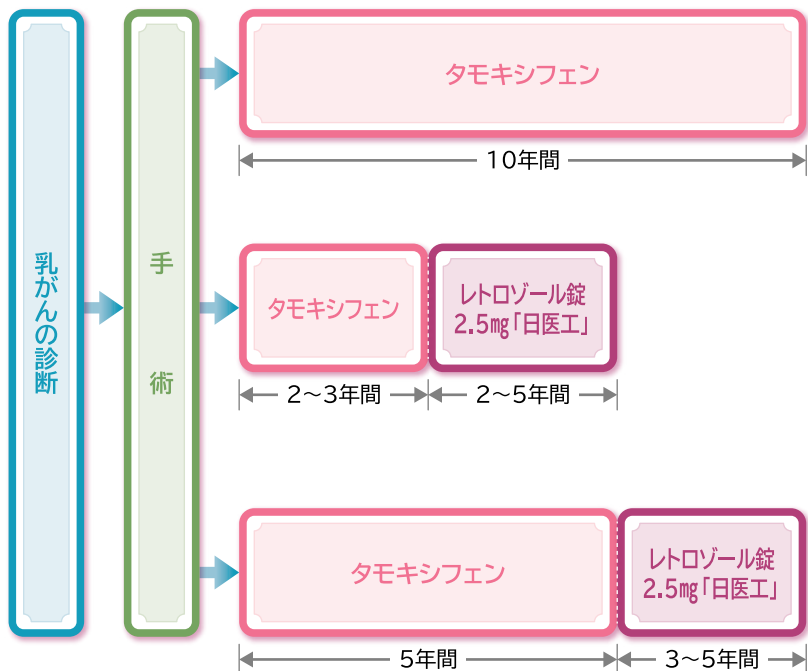 乳がんの診断
手術
タモキシフェン
10年間
タモキシフェン
レトロゾール錠
2.5㎎「日医工」
2～3年間
2～5年間
タモキシフェン
レトロゾール錠
2.5㎎「日医工」
5年間
3～5年間